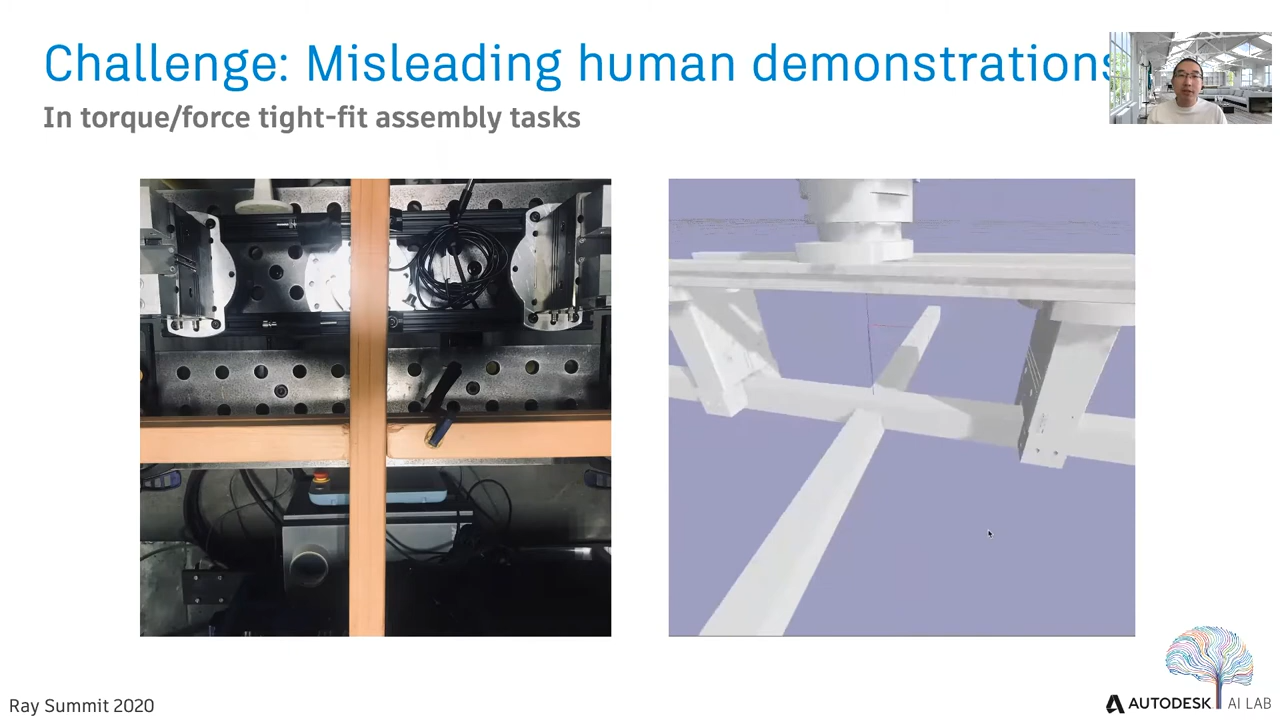 Challenge: Misleading human demonstrations
In torque/force tight-fit assembly tasks
Ray Summit 2020
AUTODESK AI LAB